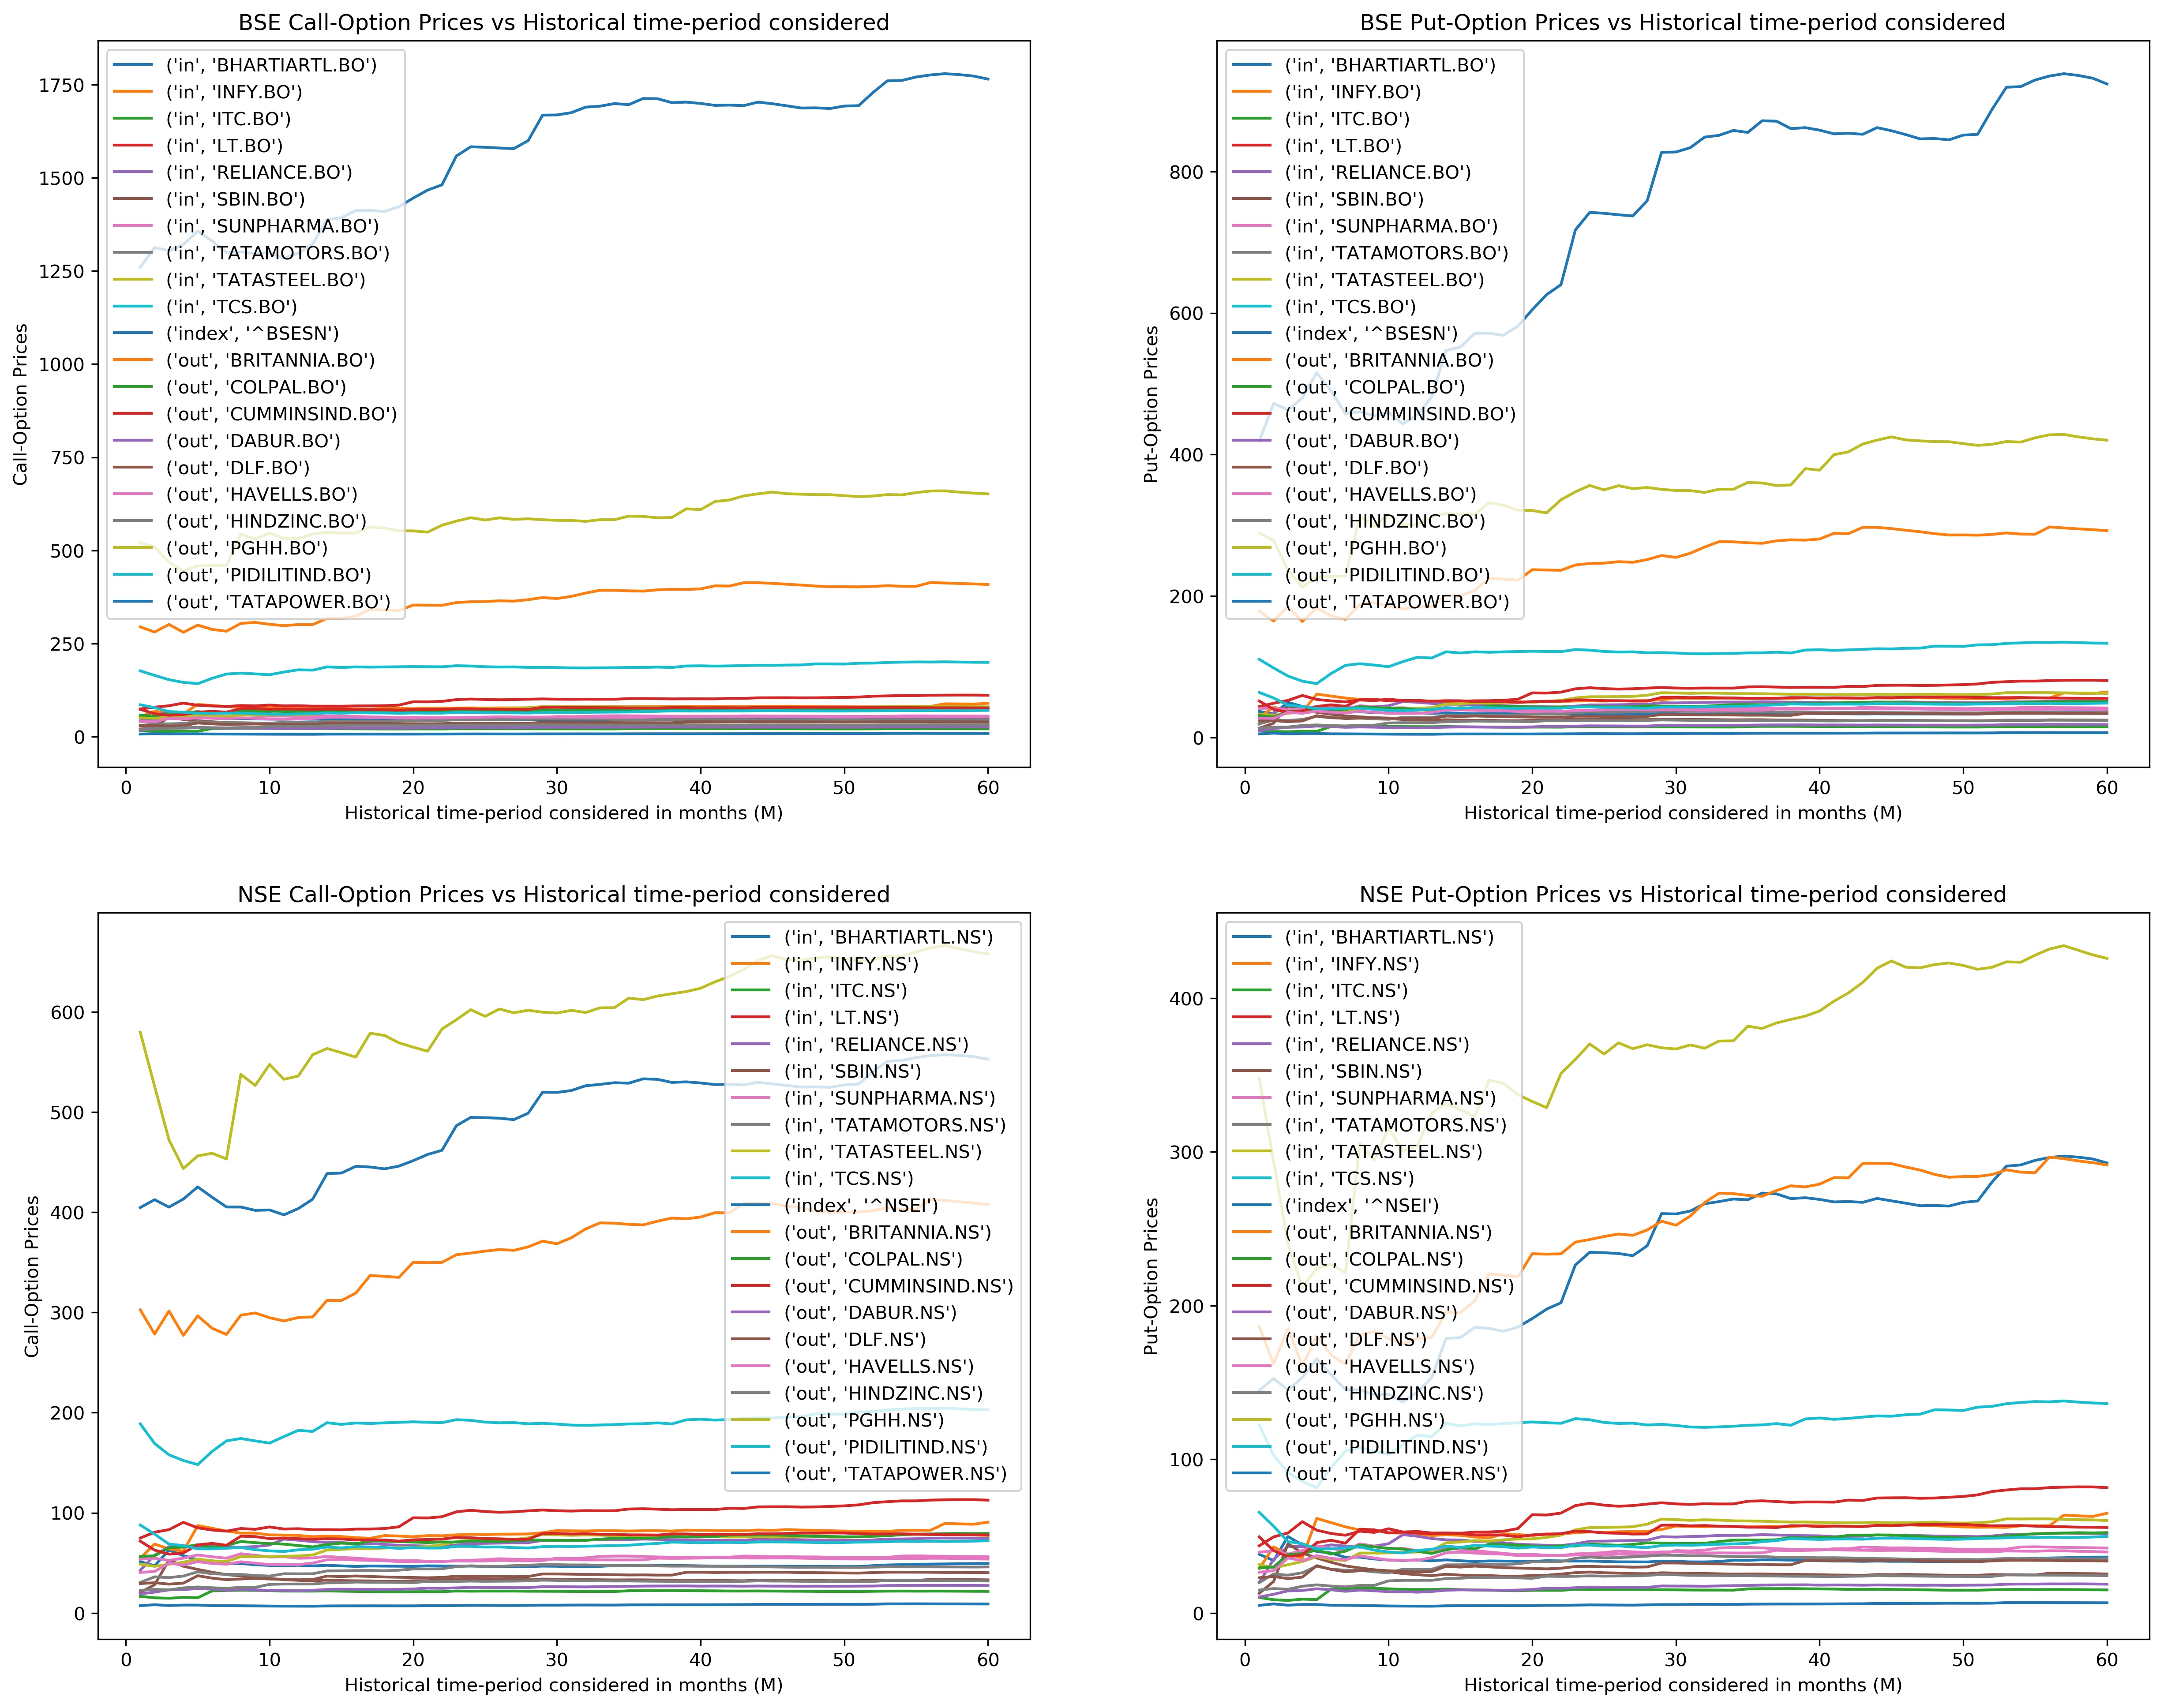 BSE Call-Option Prices vs Historical time-period considered
1750
1500
1250
1000
750
500
250
0
Call-Option Prices
('in', 'BHARTIARTL.BO')
('in', 'INFY.BO')
('in', 'ITC.BO')
('in', 'LT.BO')
('in', 'RELIANCE.BO')
('in', 'SBIN.BO')
('in', 'SUNPHARMA.BO')
('in', 'TATAMOTORS.BO')
('in', 'TATASTEEL.BO')
('in', 'TCS.BO')
('index', '^BSESN')
('out', 'BRITANNIA.BO')
('out', 'COLPAL.BO')
('out', 'CUMMINSIND.BO')
('out', 'DABUR.BO')
('out', 'DLF.BO')
('out', 'HAVELLS.BO')
('out', 'HINDZINC.BO')
('out', 'PGHH.BO')
('out', 'PIDILITIND.BO')
('out', 'TATAPOWER.BO')
0 10 20 30 40 50 60
Historical time-period considered in months (M)
BSE Put-Option Prices vs Historical time-period considered
800
600
400
200
0
Put-Option Prices
('in', 'BHARTIARTL.BO')
('in', 'INFY.BO')
('in', 'ITC.BO')
('in', 'LT.BO')
('in', 'RELIANCE.BO')
('in', 'SBIN.BO')
('in', 'SUNPHARMA.BO')
('in', 'TATAMOTORS.BO')
('in', 'TATASTEEL.BO')
('in', 'TCS.BO')
('index', '^BSESN')
('out', 'BRITANNIA.BO')
('out', 'COLPAL.BO')
('out', 'CUMMINSIND.BO')
('out', 'DABUR.BO')
('out', 'DLF.BO')
('out', 'HAVELLS.BO')
('out', 'HINDZINC.BO')
('out', 'PGHH.BO')
('out', 'PIDILITIND.BO')
('out', 'TATAPOWER.BO')
0 10 20 30 40 50 60
Historical time-period considered in months (M)
NSE Call-Option Prices vs Historical time-period considered
600
500
400
300
200
100
0
Call-Option Prices
('in', 'BHARTIARTL.NS')
('in', 'INFY.NS')
('in', 'ITC.NS')
('in', 'LT.NS')
('in', 'RELIANCE.NS')
('in', 'SBIN.NS')
('in', 'SUNPHARMA.NS')
('in', 'TATAMOTORS.NS')
('in', 'TATASTEEL.NS')
('in', 'TCS.NS')
('index', '^NSEI')
('out', 'BRITANNIA.NS')
('out', 'COLPAL.NS')
('out', 'CUMMINSIND.NS')
('out', 'DABUR.NS')
('out', 'DLF.NS')
('out', 'HAVELLS.NS')
('out', 'HINDZINC.NS')
('out', 'PGHH.NS')
('out', 'PIDILITIND.NS')
('out', 'TATAPOWER.NS')
0 10 20 30 40 50 60
Historical time-period considered in months (M)
NSE Put-Option Prices vs Historical time-period considered
400
300
200
100
0
Put-Option Prices
('in', 'BHARTIARTL.NS')
('in', 'INFY.NS')
('in', 'ITC.NS')
('in', 'LT.NS')
('in', 'RELIANCE.NS')
('in', 'SBIN.NS')
('in', 'SUNPHARMA.NS')
('in', 'TATAMOTORS.NS')
('in', 'TATASTEEL.NS')
('in', 'TCS.NS')
('index', '^NSEI')
('out', 'BRITANNIA.NS')
('out', 'COLPAL.NS')
('out', 'CUMMINSIND.NS')
('out', 'DABUR.NS')
('out', 'DLF.NS')
('out', 'HAVELLS.NS')
('out', 'HINDZINC.NS')
('out', 'PGHH.NS')
('out', 'PIDILITIND.NS')
('out', 'TATAPOWER.NS')
0 10 20 30 40 50 60
Historical time-period considered in months (M)